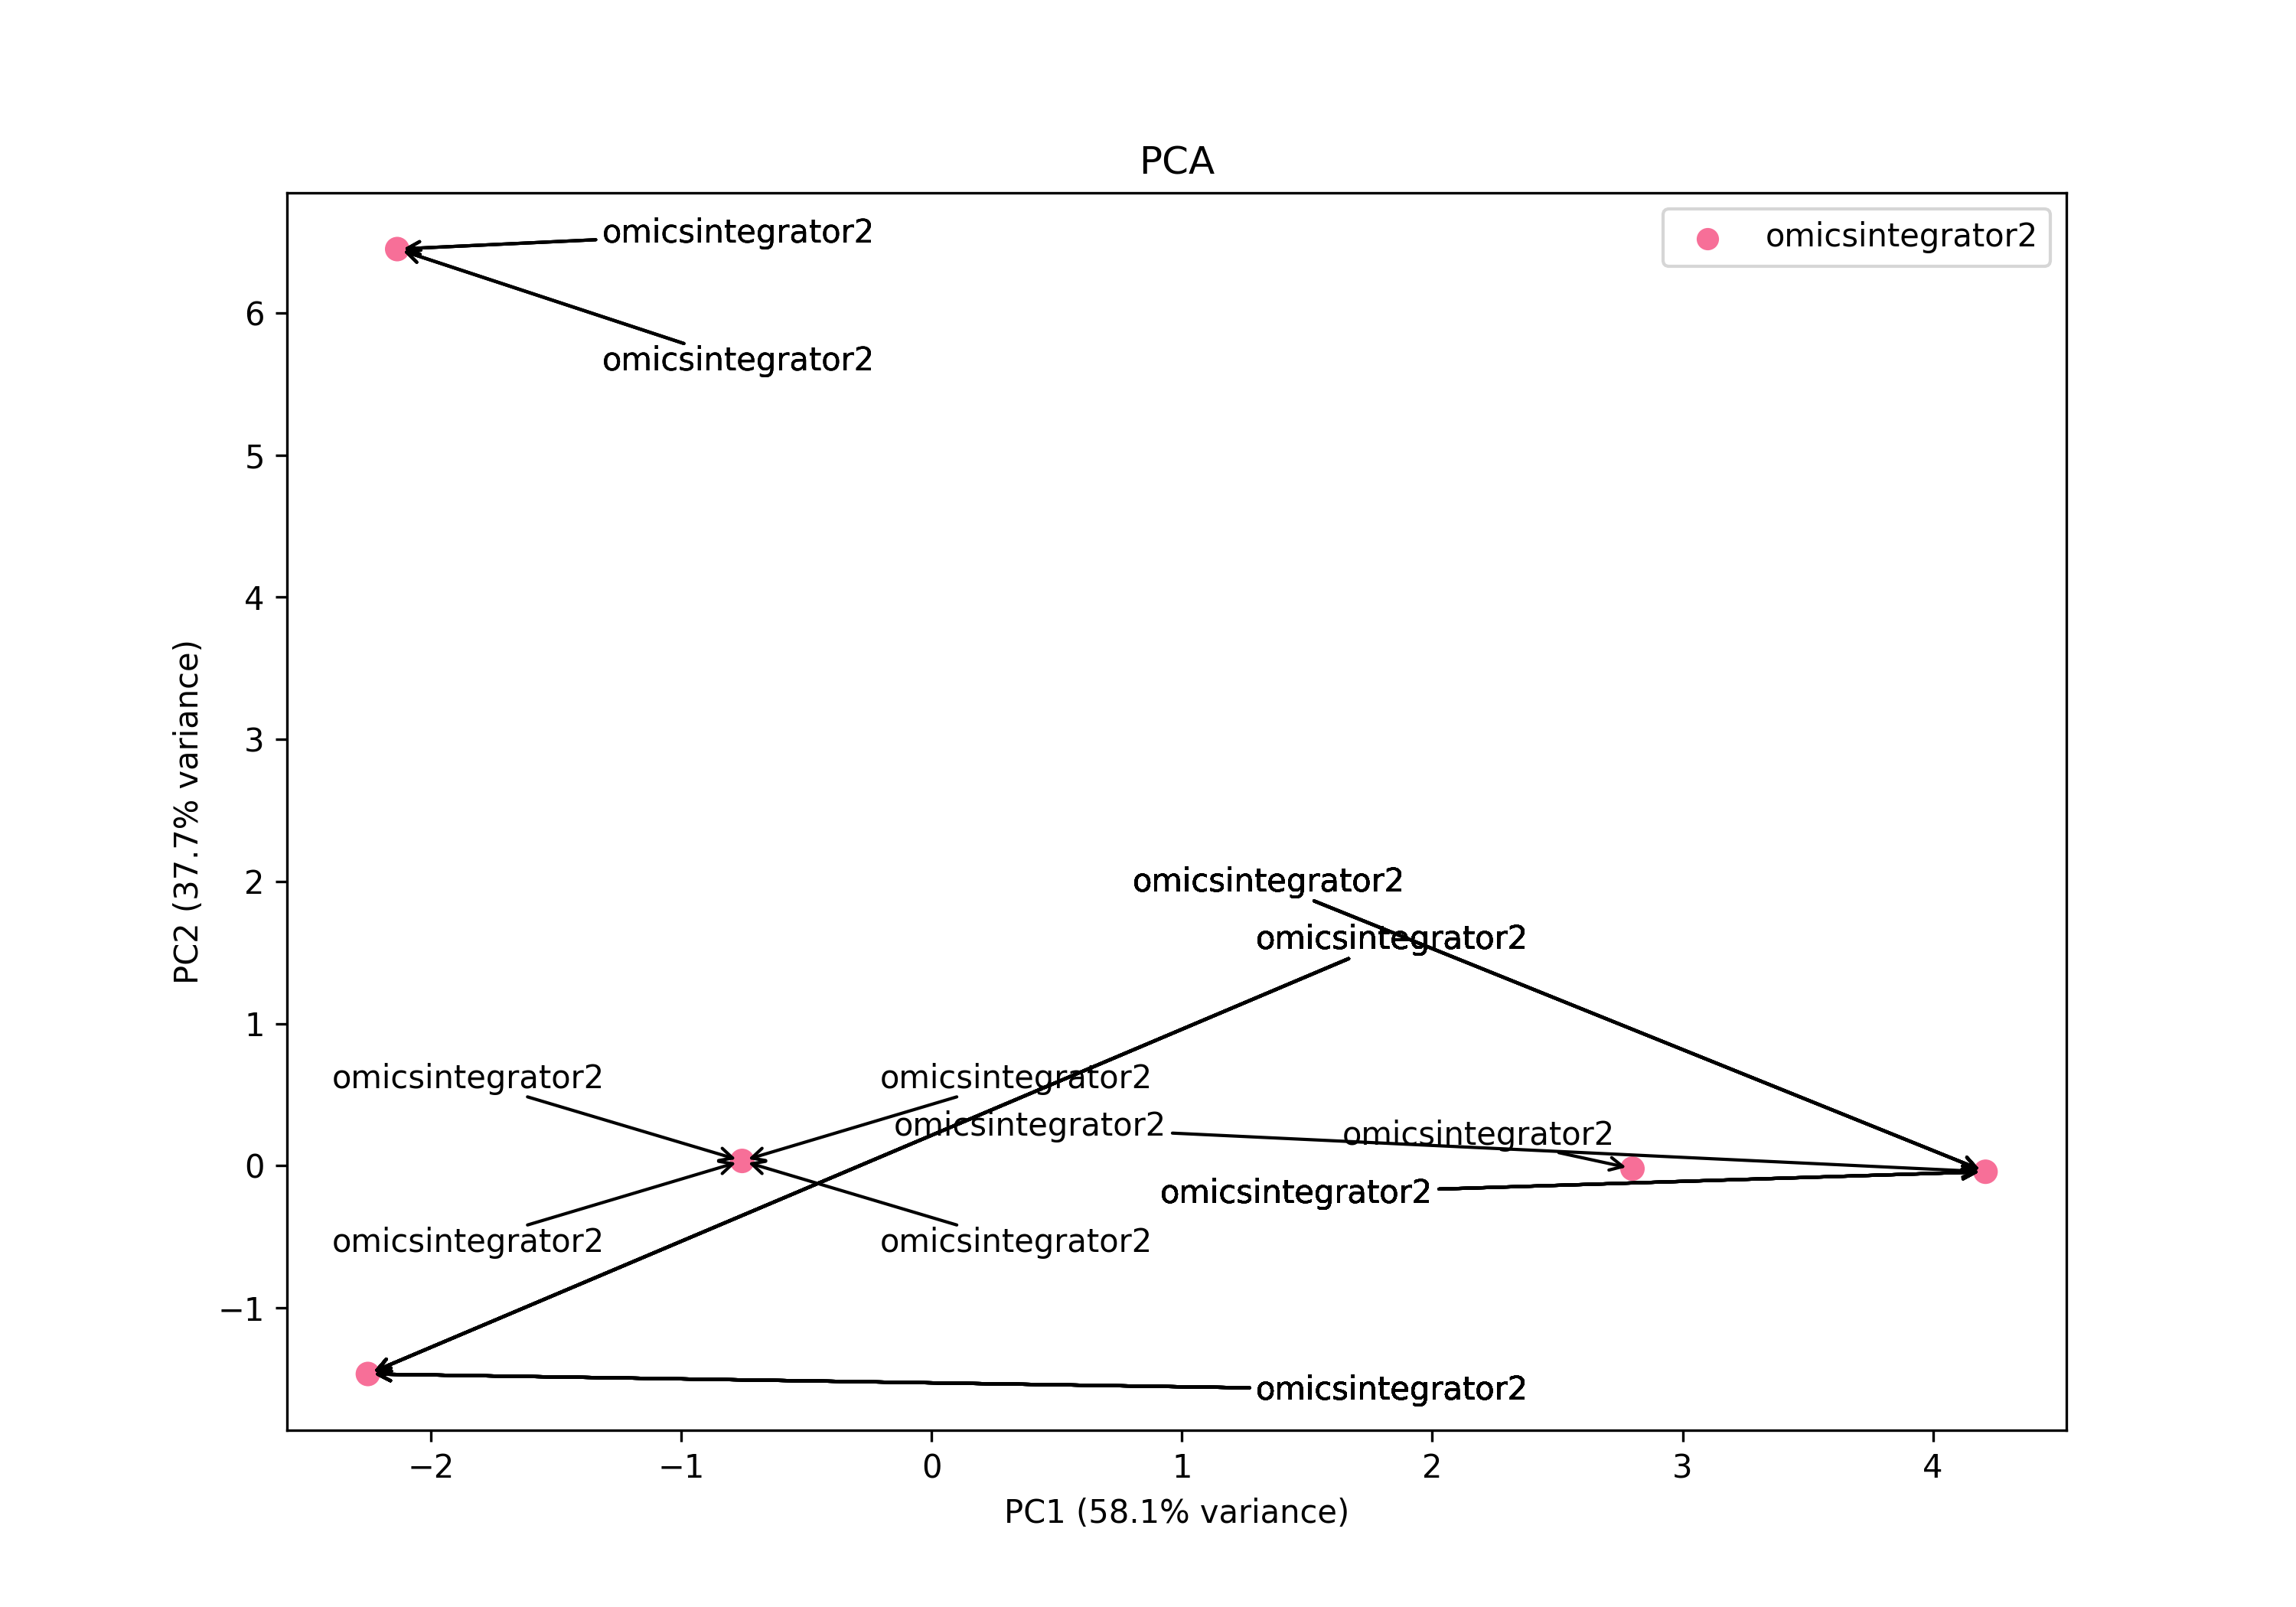 PCA
omicsintegrator2
omicsintegrator2
omicsintegrator2
6
5
4
3
2
1
0
−1
PC2 (37.7% variance)
omicsintegrator2
omicsintegrator2
omicsintegrator2
omicsintegrator2
omicsintegrator2
omicsintegrator2
omicsintegrator2
omicsintegrator2
omicsintegrator2
omicsintegrator2
−2
−1
0
1
2
3
4
PC1 (58.1% variance)